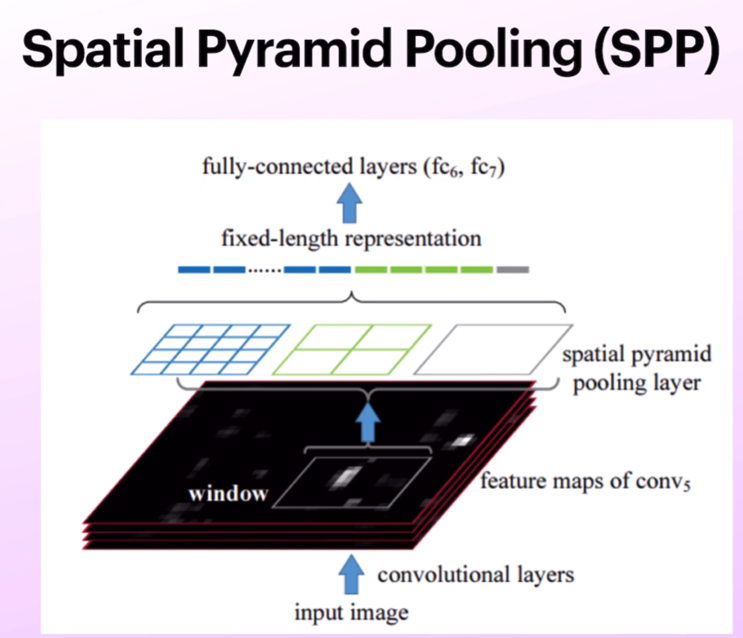 Spatial Pyramid Pooling (SPP)
fully-connected layers (fc₆, fc₇)
fixed-length representation
......
spatial pyramid
pooling layer
window
feature maps of conv₅
convolutional layers
input image